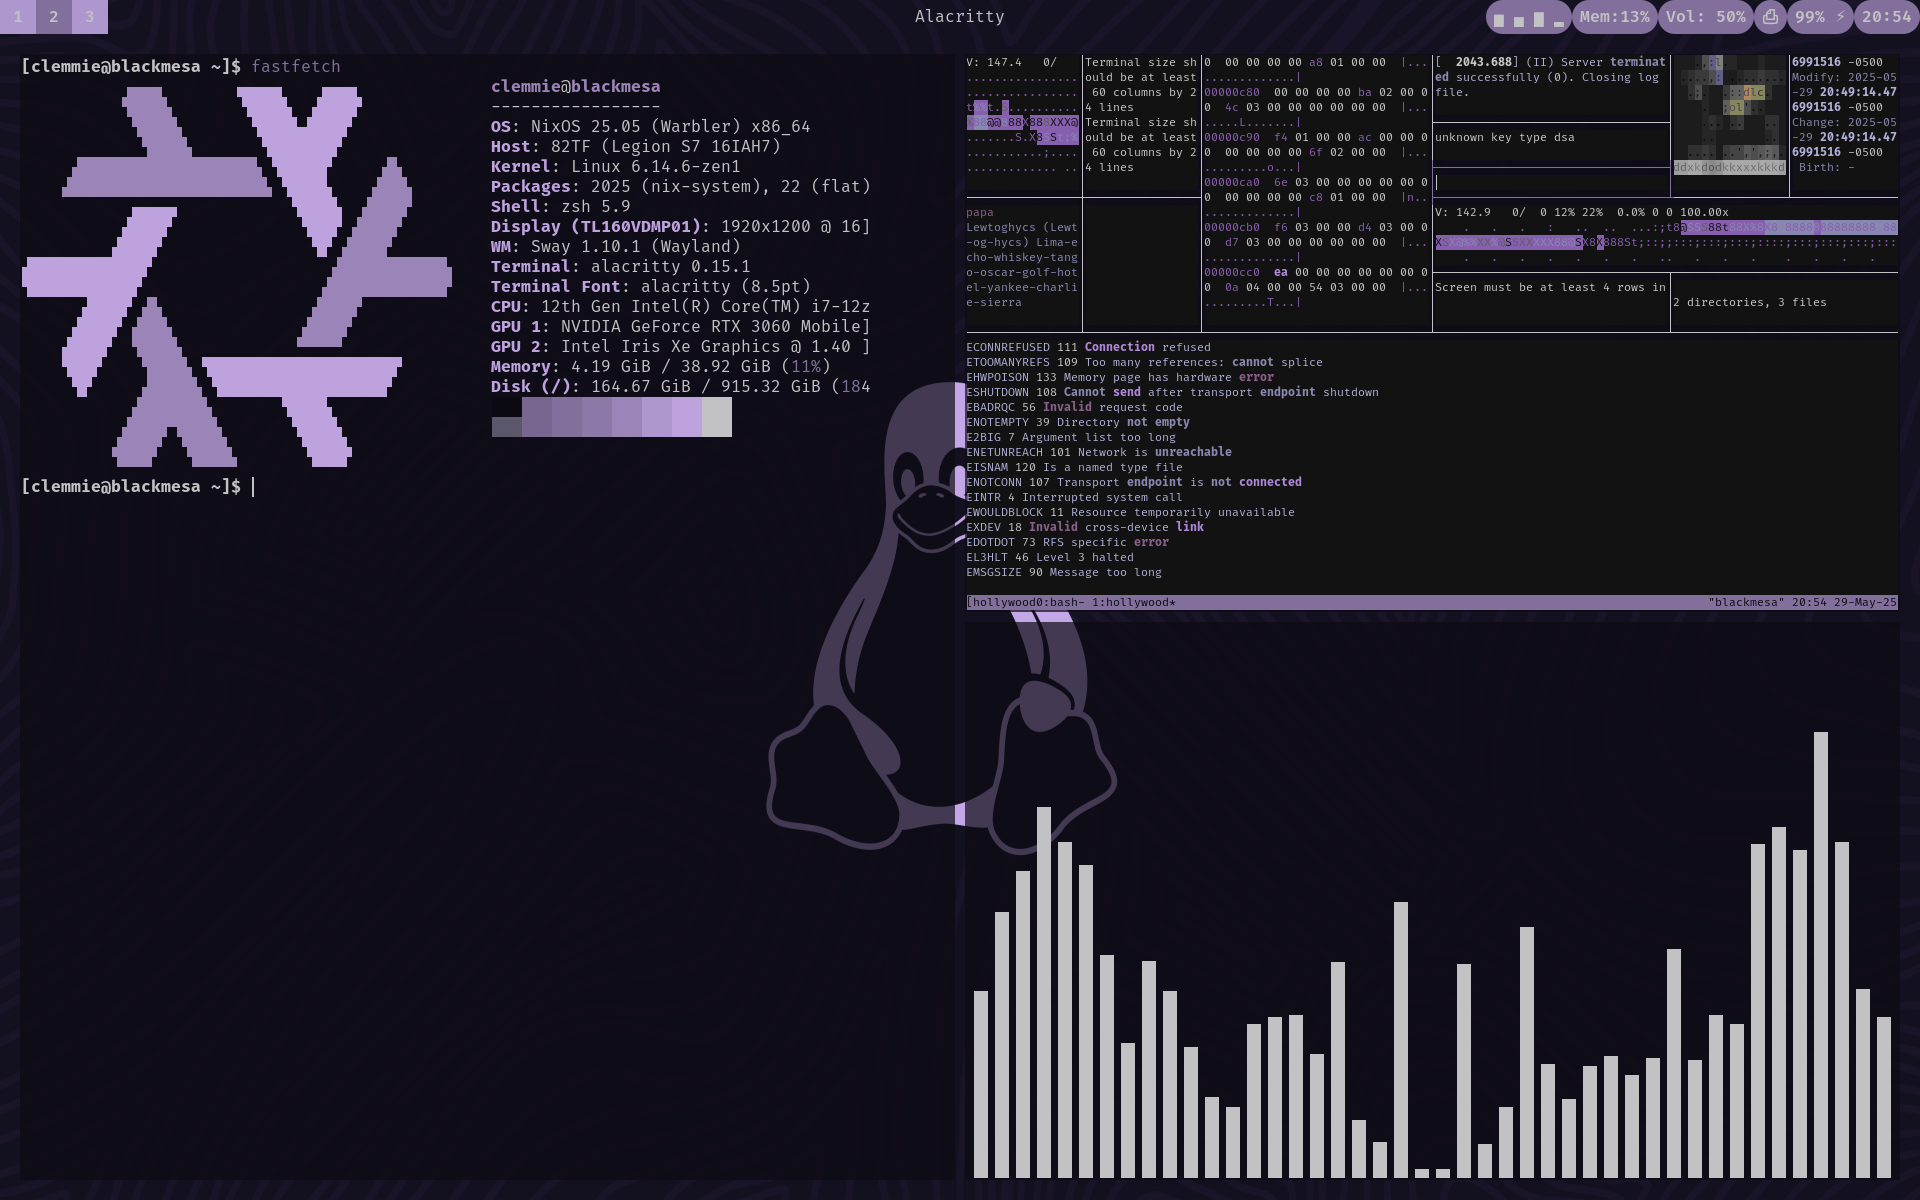 1 2 3
Alacritty
Mem:13% Vol: 50% 99% ⚡ 20:54
[clemmie@blackmesa ~]$ fastfetch
clemmie@blackmesa
-----------------
OS: NixOS 25.05 (Warbler) x86_64
Host: 82TF (Legion S7 16IAH7)
Kernel: Linux 6.14.6-zen1
Packages: 2025 (nix-system), 22 (flat)
Shell: zsh 5.9
Display (TL160VDMP01): 1920x1200 @ 16]
WM: Sway 1.10.1 (Wayland)
Terminal: alacritty 0.15.1
Terminal Font: alacritty (8.5pt)
CPU: 12th Gen Intel(R) Core(TM) i7-12z
GPU 1: NVIDIA GeForce RTX 3060 Mobile]
GPU 2: Intel Iris Xe Graphics @ 1.40 ]
Memory: 4.19 GiB / 38.92 GiB (11%)
Disk (/): 164.67 GiB / 915.32 GiB (184
[clemmie@blackmesa ~]$
V: 147.4   0/
Terminal size sh
ould be at least
 60 columns by 2
4 lines
Terminal size sh
ould be at least
 60 columns by 2
4 lines
0  00 00 00 00 a8 01 00 00  |...
.............|
00000c80  00 00 00 00 ba 02 00 0
0  4c 03 00 00 00 00 00 00  |...
.....L.......|
00000c90  f4 01 00 00 ac 00 00 0
0  00 00 00 00 6f 02 00 00  |...
.........o...|
00000ca0  6e 03 00 00 00 00 00 0
0  00 00 00 00 c8 01 00 00  |n..
.............|
00000cb0  f6 03 00 00 d4 03 00 0
0  d7 03 00 00 00 00 00 00  |...
.............|
00000cc0  ea 00 00 00 00 00 00 0
0  0a 04 00 00 54 03 00 00  |...
.........T...|
[  2043.688] (II) Server terminat
ed successfully (0). Closing log
file.
unknown key type dsa
ddxkdodkkxxxkkkd
6991516 -0500
Modify: 2025-05
-29 20:49:14.47
6991516 -0500
Change: 2025-05
-29 20:49:14.47
6991516 -0500
 Birth: -
papa
Lewtoghycs (Lewt
-og-hycs) Lima-e
cho-whiskey-tang
o-oscar-golf-hot
el-yankee-charli
e-sierra
V: 142.9   0/  0 12% 22%  0.0% 0 0 100.00x
Screen must be at least 4 rows in
2 directories, 3 files
ECONNREFUSED 111 Connection refused
ETOOMANYREFS 109 Too many references: cannot splice
EHWPOISON 133 Memory page has hardware error
ESHUTDOWN 108 Cannot send after transport endpoint shutdown
EBADRQC 56 Invalid request code
ENOTEMPTY 39 Directory not empty
E2BIG 7 Argument list too long
ENETUNREACH 101 Network is unreachable
EISNAM 120 Is a named type file
ENOTCONN 107 Transport endpoint is not connected
EINTR 4 Interrupted system call
EWOULDBLOCK 11 Resource temporarily unavailable
EXDEV 18 Invalid cross-device link
EDOTDOT 73 RFS specific error
EL3HLT 46 Level 3 halted
EMSGSIZE 90 Message too long
[hollywood0:bash- 1:hollywood* "blackmesa" 20:54 29-May-25